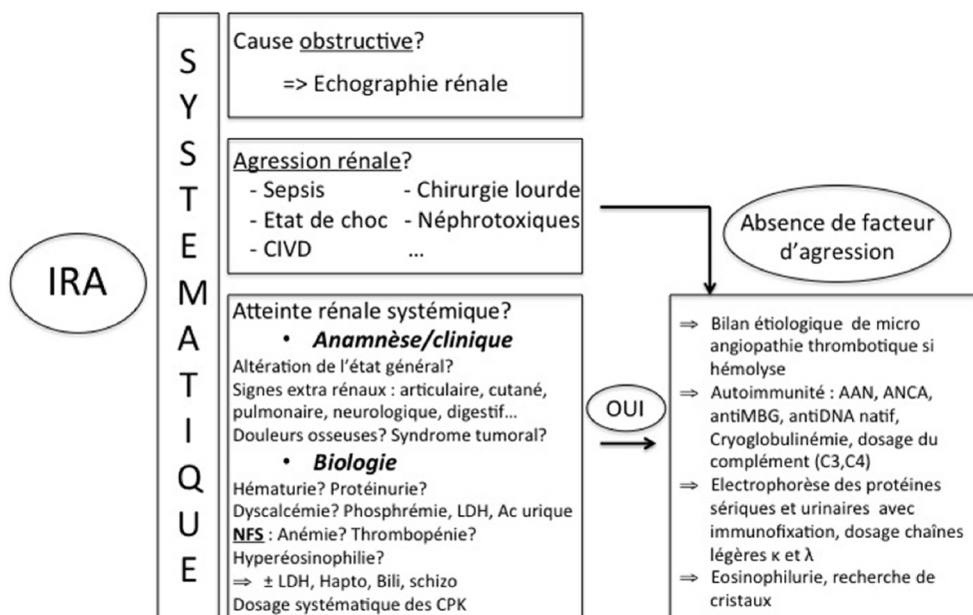 IRA
SYSTEMATIQUE
Cause obstructive?
=> Echographie rénale
Agression rénale?
- Sepsis - Chirurgie lourde
- Etat de choc - Néphrotoxiques
- CIVD ...
Atteinte rénale systémique?
• Anamnèse/clinique
Altération de l'état général?
Signes extra rénaux : articulaire, cutané,
pulmonaire, neurologique, digestif...
Douleurs osseuses? Syndrome tumoral?
• Biologie
Hématurie? Protéinurie?
Dyscalcémie? Phosphrémie, LDH, Ac urique
NFS : Anémie? Thrombopénie?
Hyperéosinophilie?
⇒ ± LDH, Hapto, Bili, schizo
Dosage systématique des CPK
OUI
Absence de facteur
d'agression
⇒ Bilan étiologique de micro
angiopathie thrombotique si
hémolyse
⇒ Autoimmunité : AAN, ANCA,
antiMBG, antiDNA natif,
Cryoglobulinémie, dosage du
complément (C3,C4)
⇒ Electrophorèse des protéines
sériques et urinaires avec
immunofixation, dosage chaînes
légères κ et λ
⇒ Eosinophilurie, recherche de
cristaux